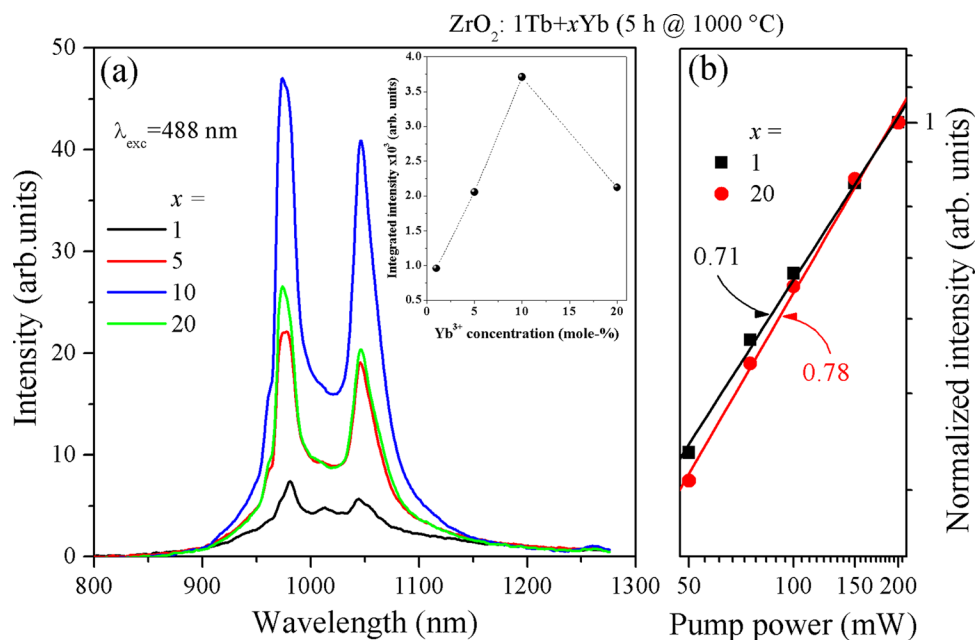 ZrO₂: 1Tb+xYb (5 h @ 1000 °C)
(a)
λexc=488 nm
x =
1
5
10
20
Intensity (arb.units)
50
40
30
20
10
0
800 900 1000 1100 1200 1300
Wavelength (nm)
Integrated intensity x10³ (arb. units)
4.0
3.5
3.0
2.5
2.0
1.5
1.0
0.5
0 5 10 15 20
Yb³⁺ concentration (mole-%)
(b)
x =
1
20
0.71
0.78
1
Normalized intensity (arb. units)
50 100 150 200
Pump power (mW)